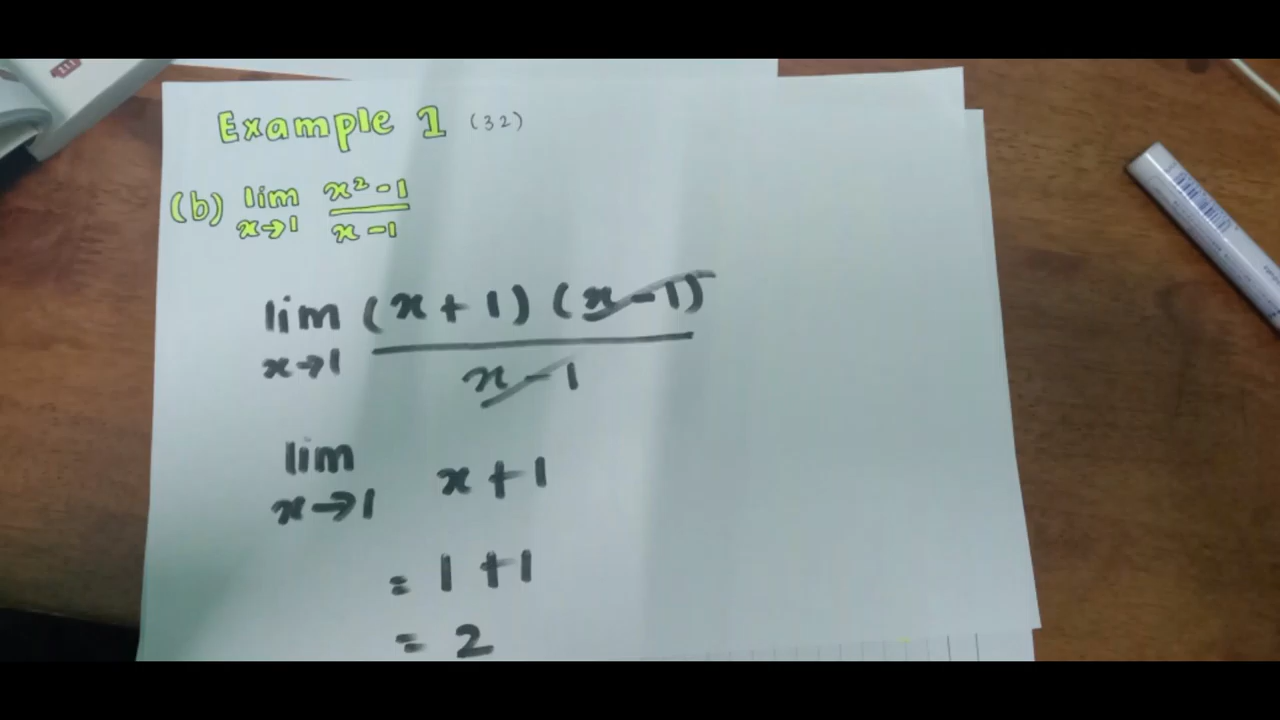 Example 1 (32)
(b) lim x→1 x²-1 / x-1
lim x→1 (x+1)(x-1) / x-1
lim x→1 x+1
= 1+1
= 2